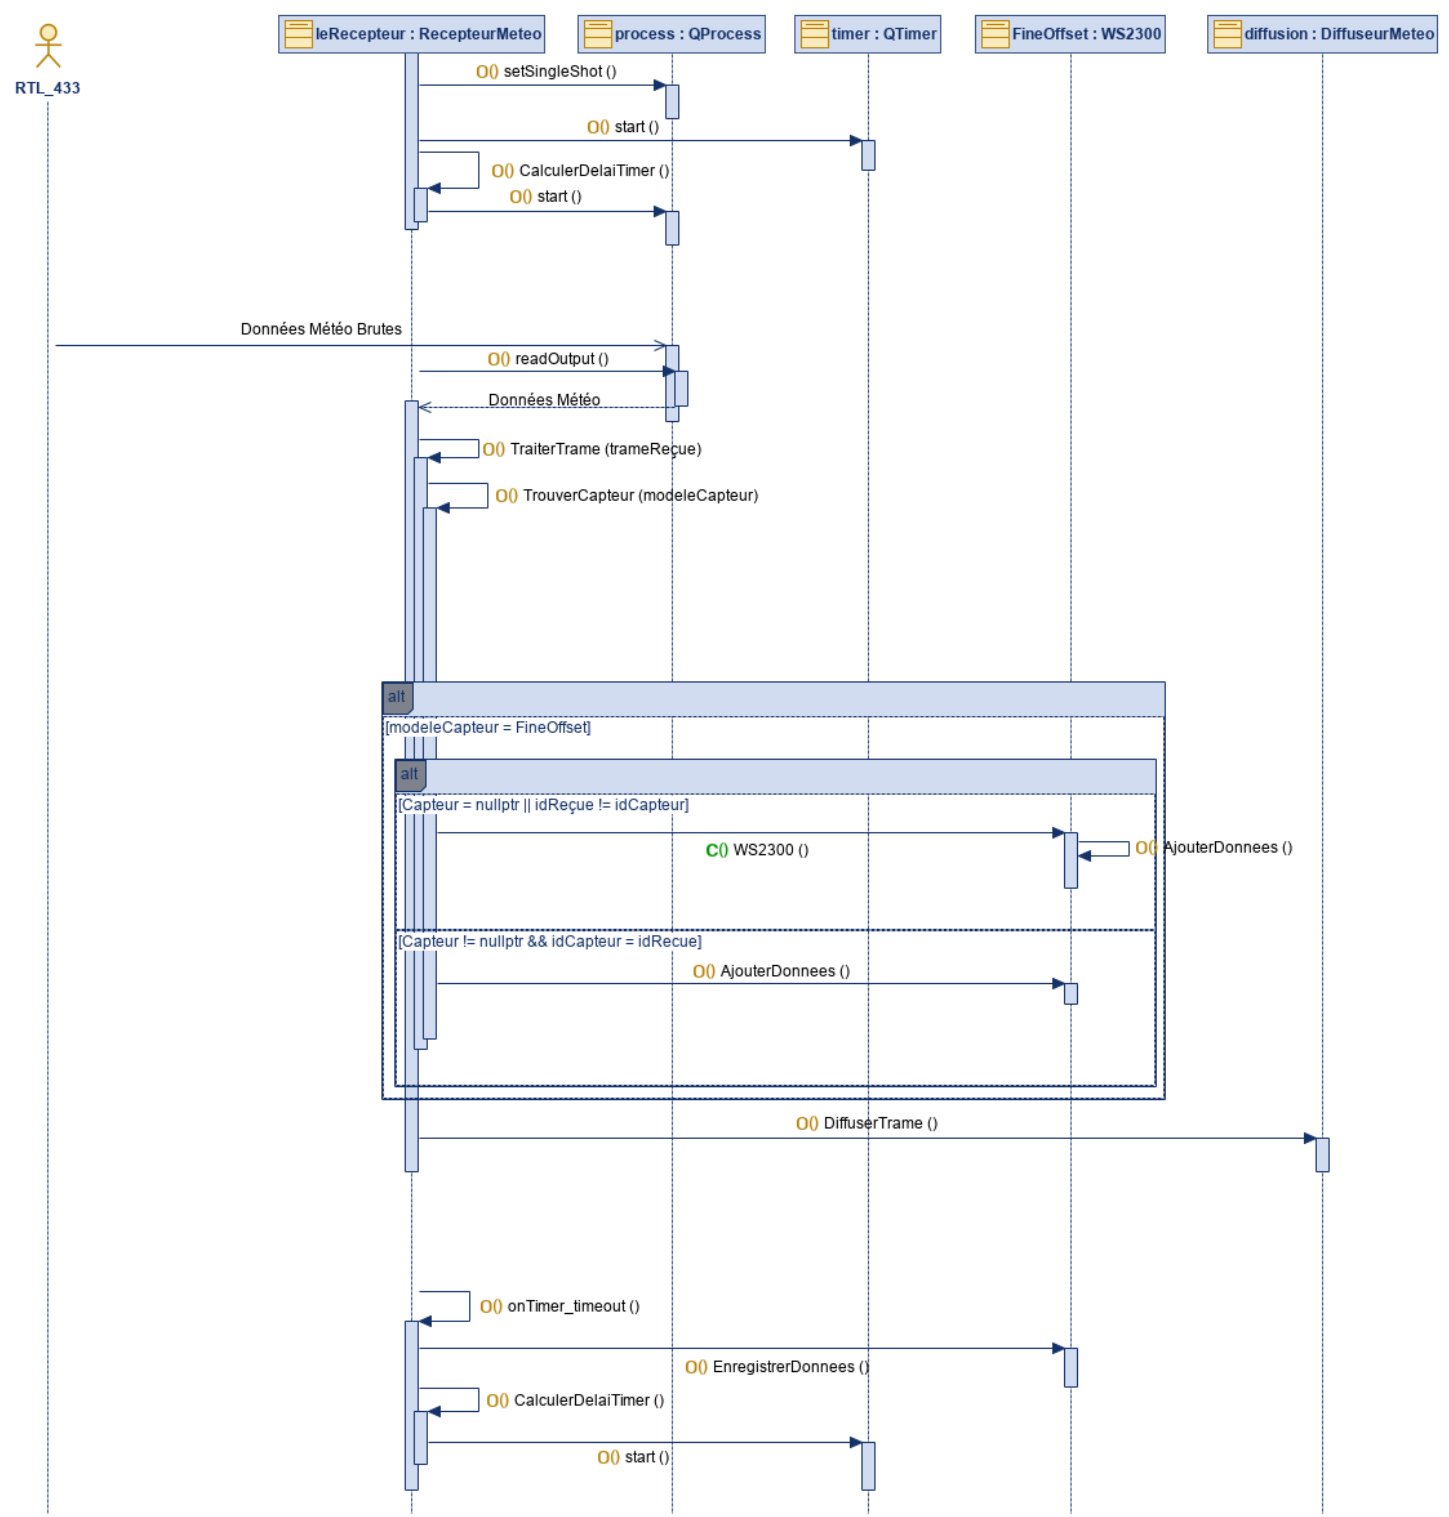 RTL_433
leRecepteur : RecepteurMeteo
process : QProcess
timer : QTimer
FineOffset : WS2300
diffusion : DiffuseurMeteo
O() setSingleShot ()
O() start ()
O() CalculerDelaiTimer ()
O() start ()
Données Météo Brutes
O() readOutput ()
Données Météo
O() TraiterTrame (trameReçue)
O() TrouverCapteur (modeleCapteur)
alt
[modeleCapteur = FineOffset]
alt
[Capteur = nullptr || idReçue != idCapteur]
C() WS2300 ()
O() AjouterDonnees ()
[Capteur != nullptr && idCapteur = idRecue]
O() AjouterDonnees ()
O() DiffuserTrame ()
O() onTimer_timeout ()
O() EnregistrerDonnees ()
O() CalculerDelaiTimer ()
O() start ()